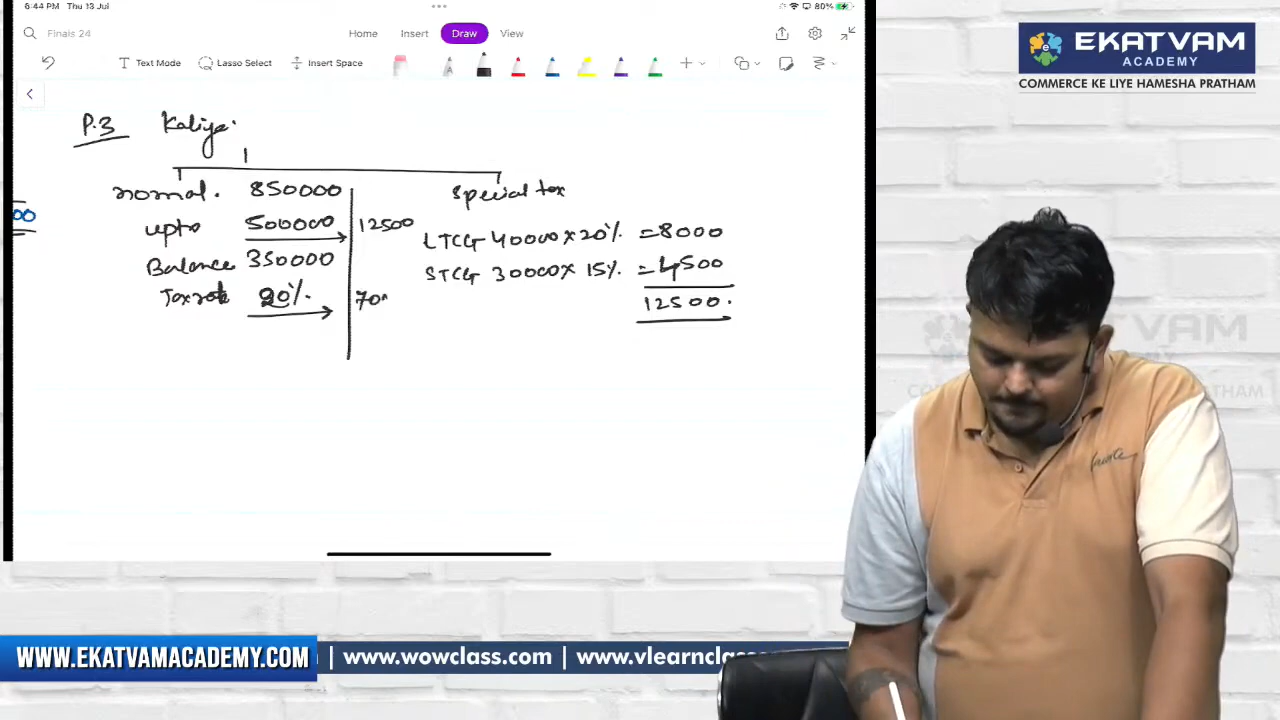 6:44 PM Thu 13 Jul
80%
Finals 24
Home Insert Draw View
Text Mode Lasso Select Insert Space
EKATVAM
ACADEMY
COMMERCE KE LIYE HAMESHA PRATHAM
P.3 Kaliya.
normal. 850000 Special tax
00 upto 500000 12500
LTCG 40000 x 20% = 8000
Balance 350000
STCG 30000 x 15% = 4500
Tax rate 20% 70
12500.
WWW.EKATVAMACADEMY.COM | www.wowclass.com | www.vlearnclass